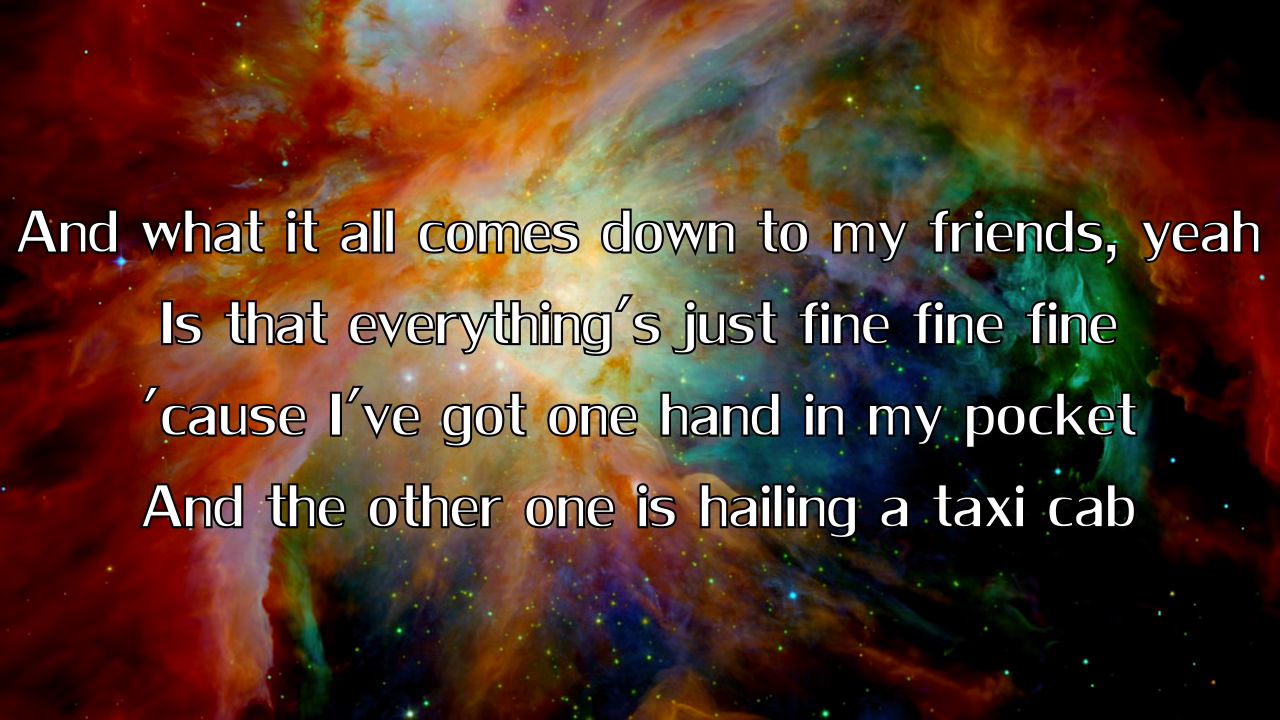 And what it all comes down to my friends, yeah
Is that everything's just fine fine fine
'cause I've got one hand in my pocket
And the other one is hailing a taxi cab